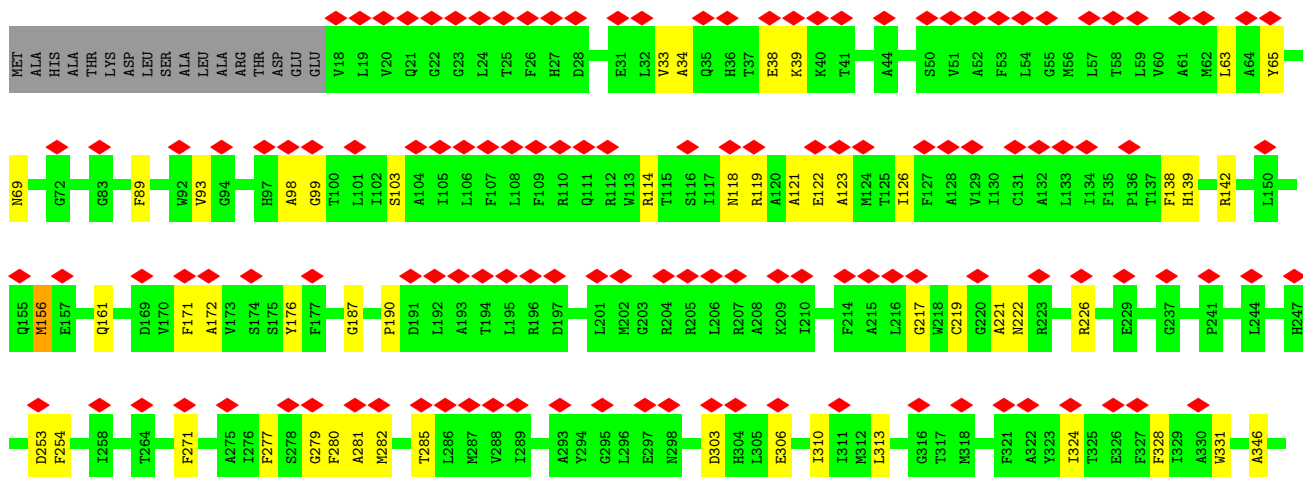 MET ALA HIS ALA THR LYS ASP LEU SER ALA LEU ALA ARG THR ASP GLU GLU V18 L19 V20 Q21 G22 G23 L24 T25 F26 H27 D28 E31 L32 V33 A34 Q35 H36 T37 E38 K39 K40 T41 A44 S50 V51 A52 F53 L54 G55 M56 L57 T58 L59 V60 A61 M62 L63 A64 Y65
N69 G72 G83 F89 W92 V93 G94 H97 A98 G99 T100 L101 I102 S103 A104 I105 L106 F107 L108 F109 R110 Q111 R112 W113 R114 T115 S116 I117 N118 R119 A120 A121 E122 A123 M124 T125 I126 F127 A128 V129 I130 C131 A132 L133 I134 F135 P136 T137 F138 H139 R142 L150
Q155 M156 E157 Q161 D169 V170 F171 A172 V173 S174 S175 Y176 F177 G187 P190 D191 L192 A193 T194 L195 R196 D197 L201 M202 G203 R204 R205 L206 R207 A208 K209 I210 F214 A215 L216 G217 W218 C219 G220 A221 N222 R223 R226 E229 G237 P241 L244 H247
D253 F254 I258 T264 F271 A275 I276 F277 S278 G279 F280 A281 M282 T285 L286 M287 V288 I289 A293 Y294 G295 L296 E297 N298 D303 H304 L305 E306 I310 I311 M312 L313 G316 T317 M318 F321 A322 Y323 I324 T325 E326 F327 F328 I329 A330 W331 A346